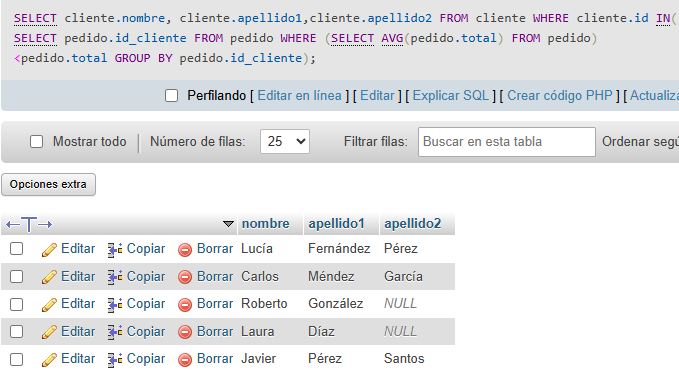 SELECT cliente.nombre, cliente.apellido1,cliente.apellido2 FROM cliente WHERE cliente.id IN(
SELECT pedido.id_cliente FROM pedido WHERE (SELECT AVG(pedido.total) FROM pedido)
<pedido.total GROUP BY pedido.id_cliente);
Perfilando [ Editar en línea ] [ Editar ] [ Explicar SQL ] [ Crear código PHP ] [ Actualiza
Mostrar todo Número de filas: 25 Filtrar filas: Buscar en esta tabla Ordenar segú
Opciones extra
nombre apellido1 apellido2
Editar Copiar Borrar Lucía Fernández Pérez
Editar Copiar Borrar Carlos Méndez García
Editar Copiar Borrar Roberto González NULL
Editar Copiar Borrar Laura Díaz NULL
Editar Copiar Borrar Javier Pérez Santos